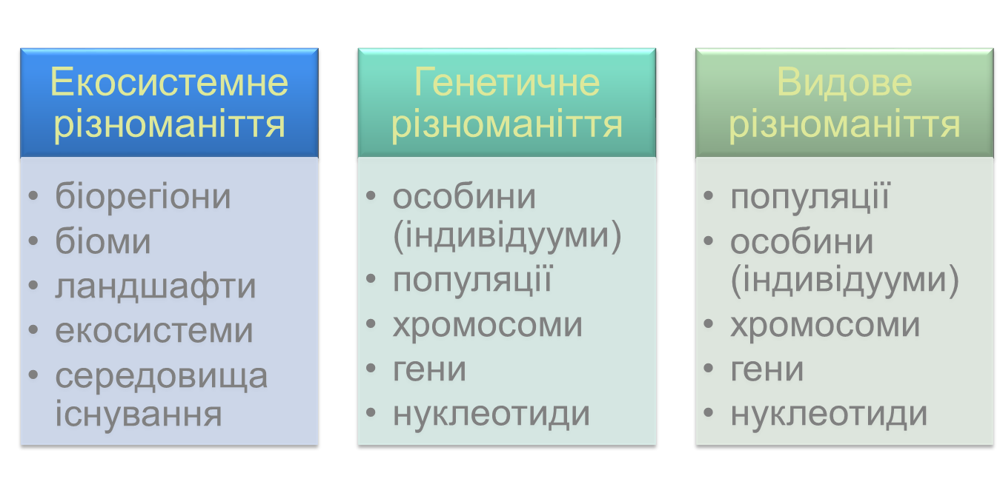 Екосистемне
різноманіття
• біорегіони
• біоми
• ландшафти
• екосистеми
• середовища
існування
Генетичне
різноманіття
• особини
(індивідууми)
• популяції
• хромосоми
• гени
• нуклеотиди
Видове
різноманіття
• популяції
• особини
(індивідууми)
• хромосоми
• гени
• нуклеотиди